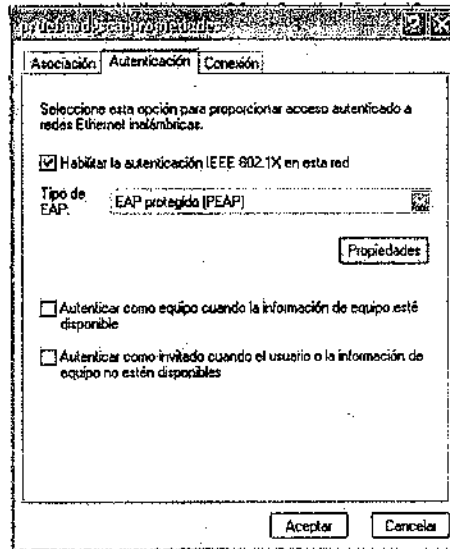 Asociación Autenticación Conexión
Seleccione esta opción para proporcionar acceso autenticado a
redes Ethernet inalámbricas.
Habilitar la autenticación IEEE 802.1X en esta red
Tipo de
EAP:
EAP protegido (PEAP)
Propiedades
Autenticar como equipo cuando la información de equipo esté
disponible
Autenticar como invitado cuando el usuario o la información de
equipo no estén disponibles
Aceptar Cancelar